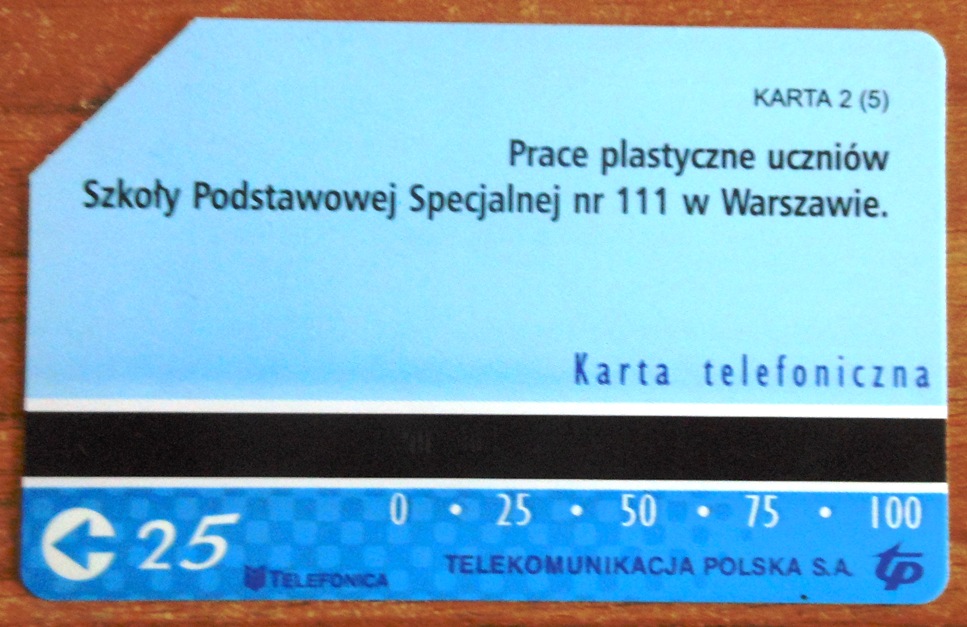 KARTA 2 (5)
Prace plastyczne uczniów
Szkoły Podstawowej Specjalnej nr 111 w Warszawie.
Karta telefoniczna
0 • 25 • 50 • 75 • 100
25
TELEFONICA
TELEKOMUNIKACJA POLSKA S.A. tp